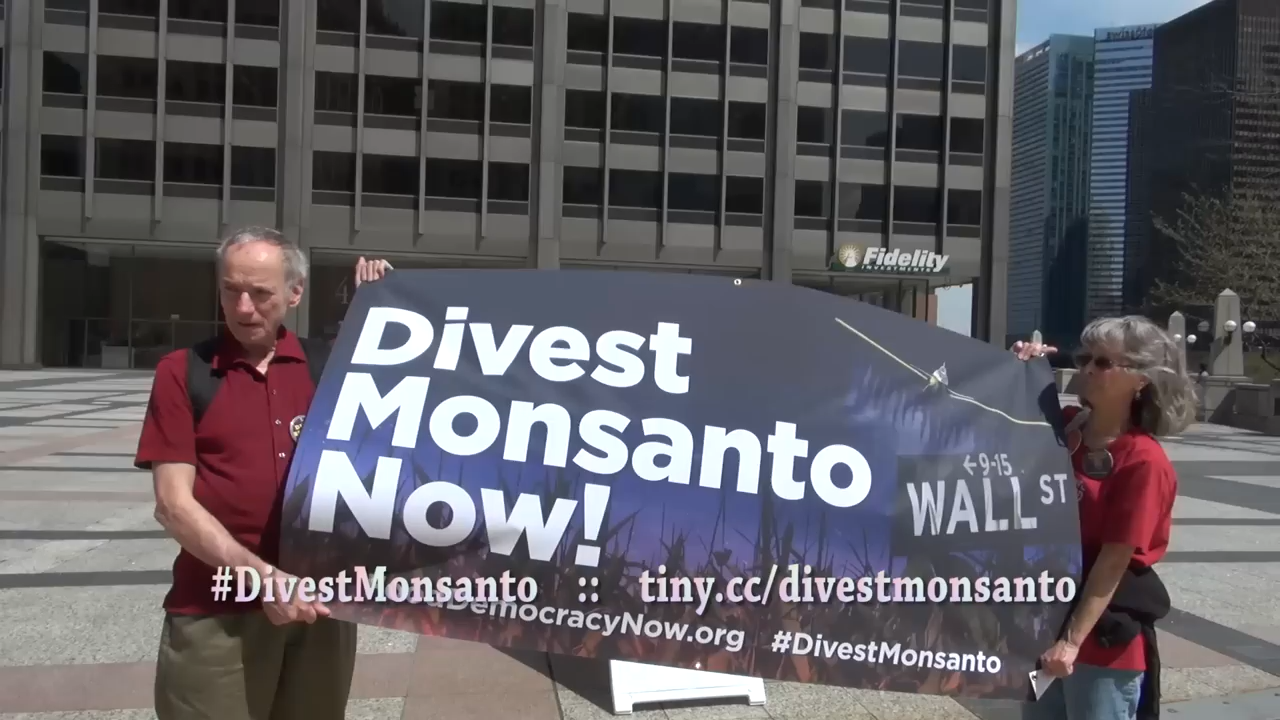 Fidelity
INVESTMENTS
Divest
Monsanto
Now!
←9-15
WALL ST
#DivestMonsanto :: tiny.cc/divestmonsanto
DemocracyNow.org #DivestMonsanto